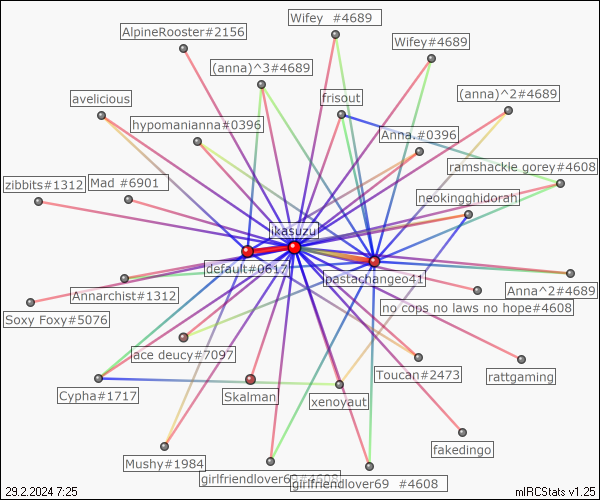 Wifey #4689
AlpineRooster#2156
Wifey#4689
(anna)^3#4689
avelicious
frisout
(anna)^2#4689
hypomanianna#0396
Anna.#0396
ramshackle gorey#4608
zibbits#1312
Mad #6901
neokingghidorah
ikasuzu
default#0617
pastachangeo41
Annarchist#1312
Anna^2#4689
no cops no laws no hope#4608
Soxy Foxy#5076
ace deucy#7097
Toucan#2473
rattgaming
Cypha#1717
Skalman
xenoyaut
fakedingo
Mushy#1984
girlfriendlover69#4608
girlfriendlover69 #4608
29.2.2024 7:25
mIRCStats v1.25